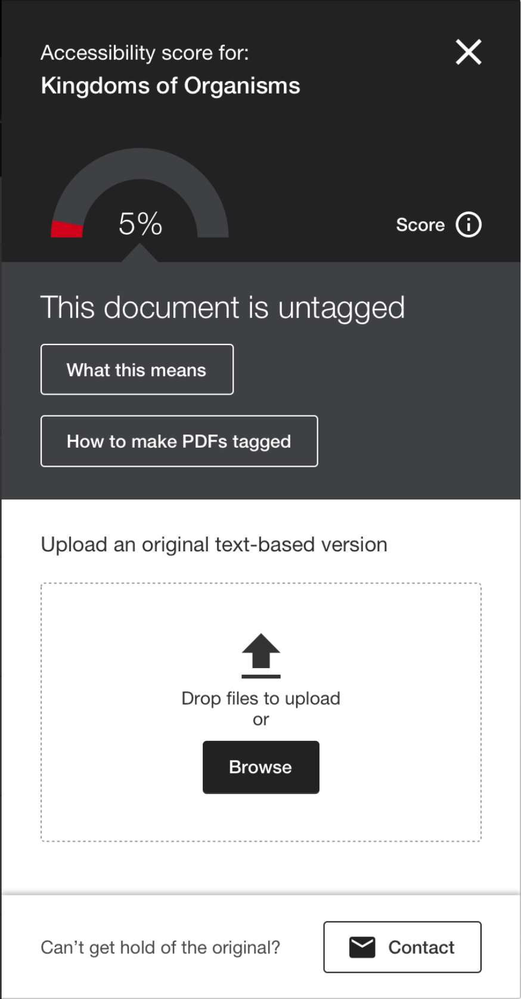 Accessibility score for:
Kingdoms of Organisms
5%
Score
This document is untagged
What this means
How to make PDFs tagged
Upload an original text-based version
Drop files to upload
or
Browse
Can’t get hold of the original?
Contact